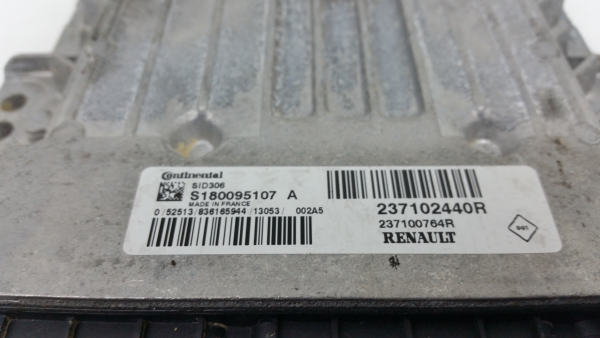 Continental
SID306
S180095107 A
MADE IN FRANCE
0/52513/836165944/13053/ 002A5
237102440R
237100764R
RENAULT